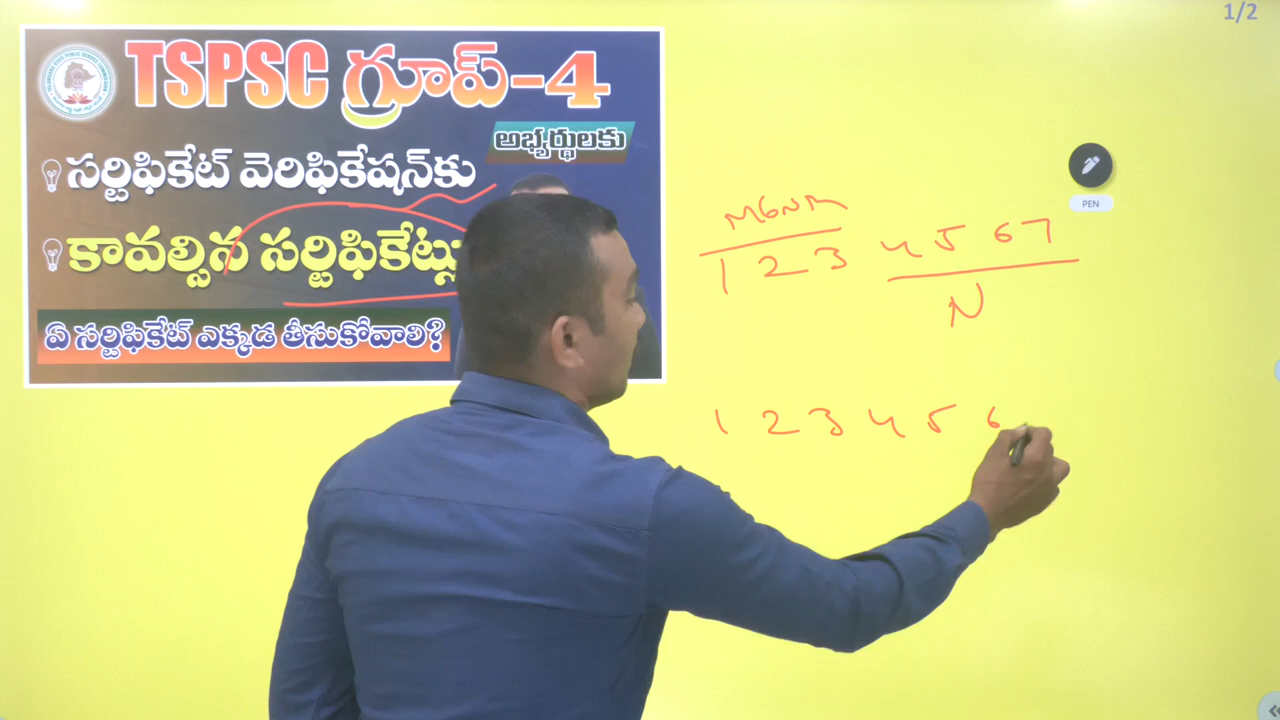 TSPSC గ్రూప్-4
అభ్యర్థులకు
సర్టిఫికేట్ వెరిఫికేషన్‌కు
కావల్సిన సర్టిఫికేట్లు
ఏ సర్టిఫికేట్ ఎక్కడ తీసుకోవాలి?
1/2
PEN
MGNR
1 2 3 4 5 6 7
N
1 2 3 4 5 6